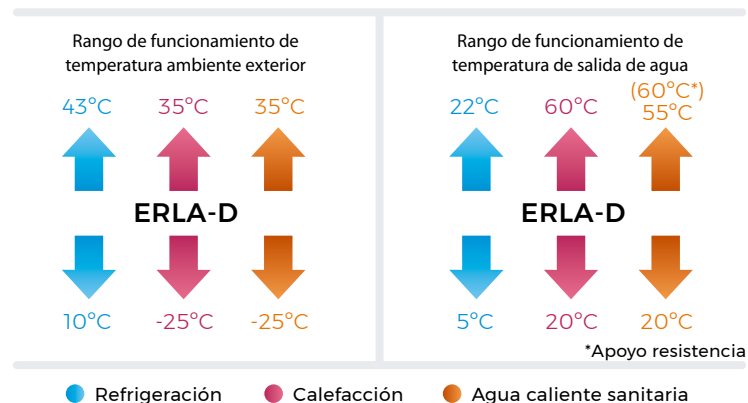 Rango de funcionamiento de
temperatura ambiente exterior
43°C 35°C 35°C
ERLA-D
10°C -25°C -25°C
Rango de funcionamiento de
temperatura de salida de agua
(60°C*)
22°C 60°C 55°C
ERLA-D
5°C 20°C 20°C
*Apoyo resistencia
Refrigeración Calefacción Agua caliente sanitaria